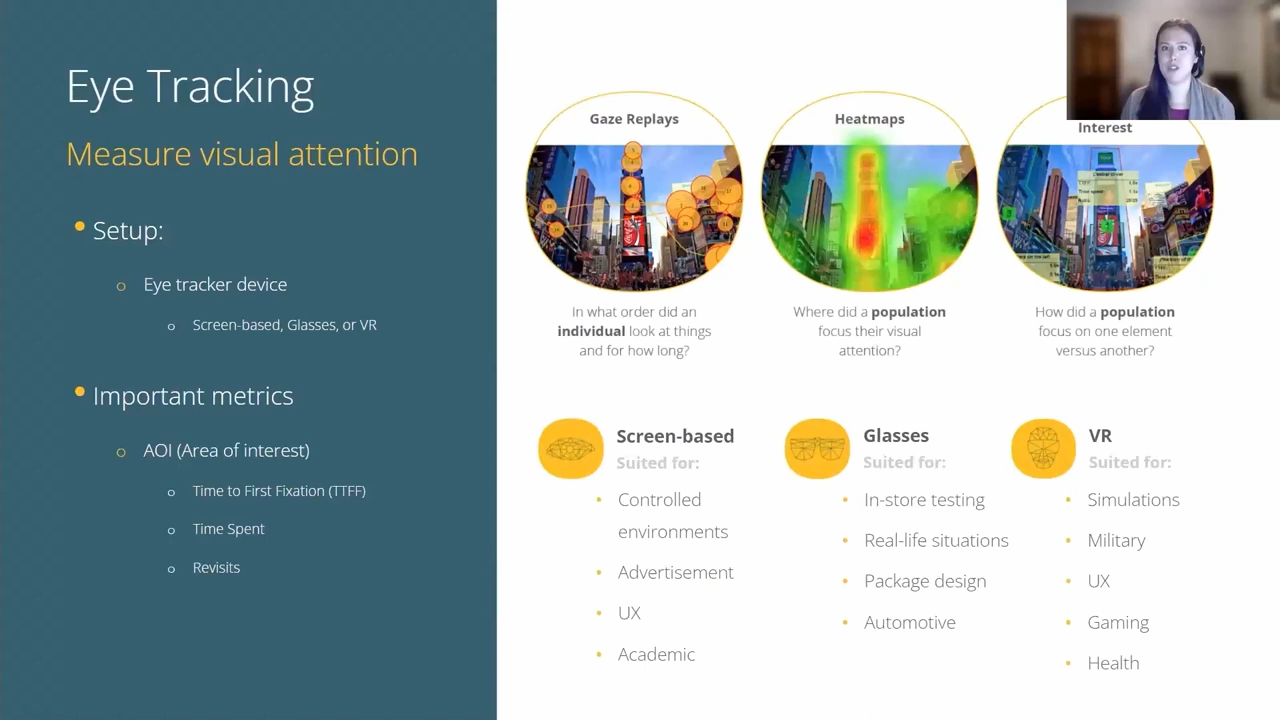 Eye Tracking
Measure visual attention
• Setup:
o Eye tracker device
o Screen-based, Glasses, or VR
• Important metrics
o AOI (Area of interest)
o Time to First Fixation (TTFF)
o Time Spent
o Revisits
Gaze Replays
In what order did an
individual look at things
and for how long?
Heatmaps
Where did a population
focus their visual
attention?
Interest
How did a population
focus on one element
versus another?
Screen-based
Suited for:
• Controlled
environments
• Advertisement
• UX
• Academic
Glasses
Suited for:
• In-store testing
• Real-life situations
• Package design
• Automotive
VR
Suited for:
• Simulations
• Military
• UX
• Gaming
• Health